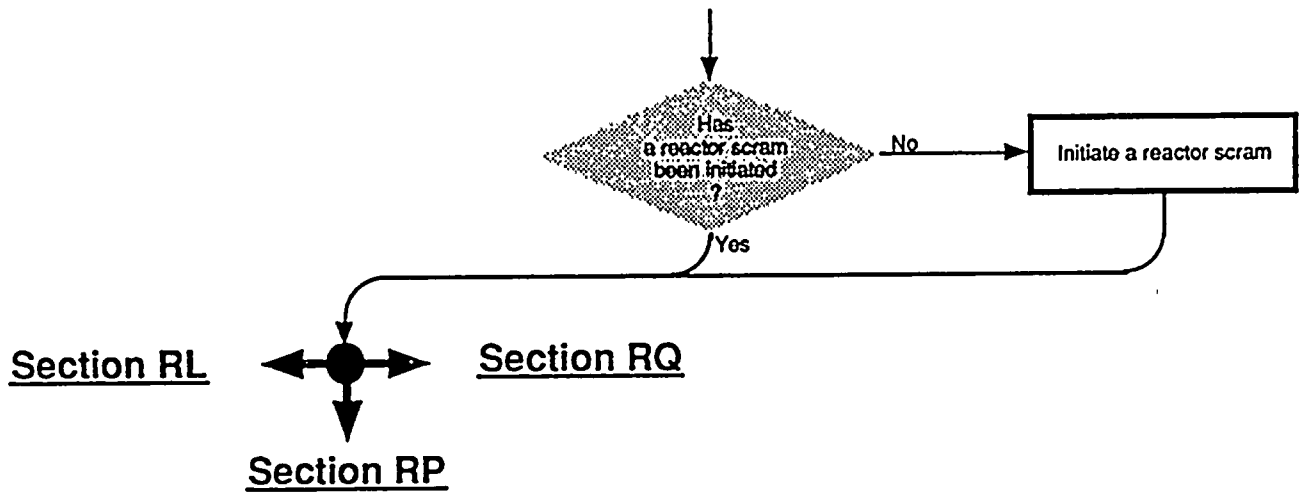 Has
a reactor scram
been initiated
?
No
Initiate a reactor scram
Yes
Section RL
Section RQ
Section RP